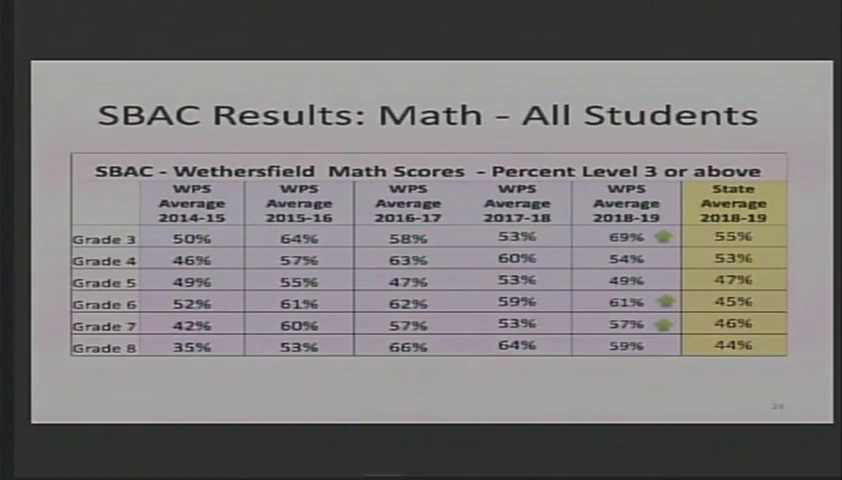 SBAC Results: Math - All Students
SBAC - Wethersfield Math Scores - Percent Level 3 or above
WPS Average 2014-15 WPS Average 2015-16 WPS Average 2016-17 WPS Average 2017-18 WPS Average 2018-19 State Average 2018-19
Grade 3 50% 64% 58% 53% 69% 55%
Grade 4 46% 57% 63% 60% 54% 53%
Grade 5 49% 55% 47% 53% 49% 47%
Grade 6 52% 61% 62% 59% 61% 45%
Grade 7 42% 60% 57% 53% 57% 46%
Grade 8 35% 53% 66% 64% 59% 44%